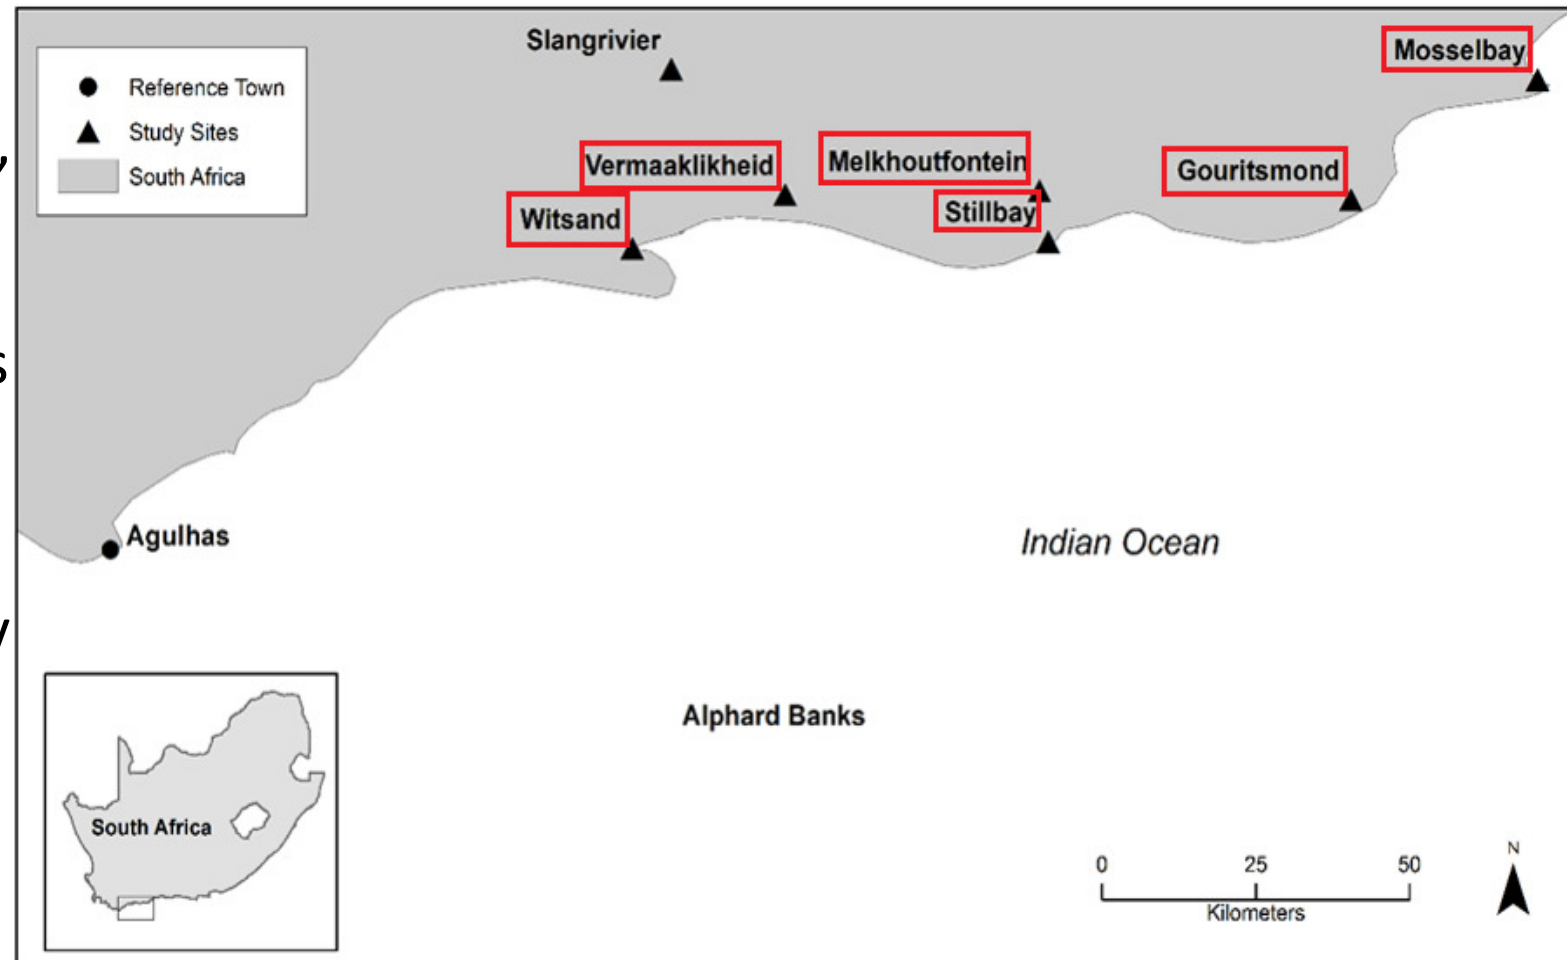 Slangrivier
Mosselbay
Reference Town
Study Sites
South Africa
Vermaaklikheid
Melkhoutfontein
Gouritsmond
Witsand
Stillbay
Agulhas
Indian Ocean
Alphard Banks
South Africa
0 25 50
Kilometers
N